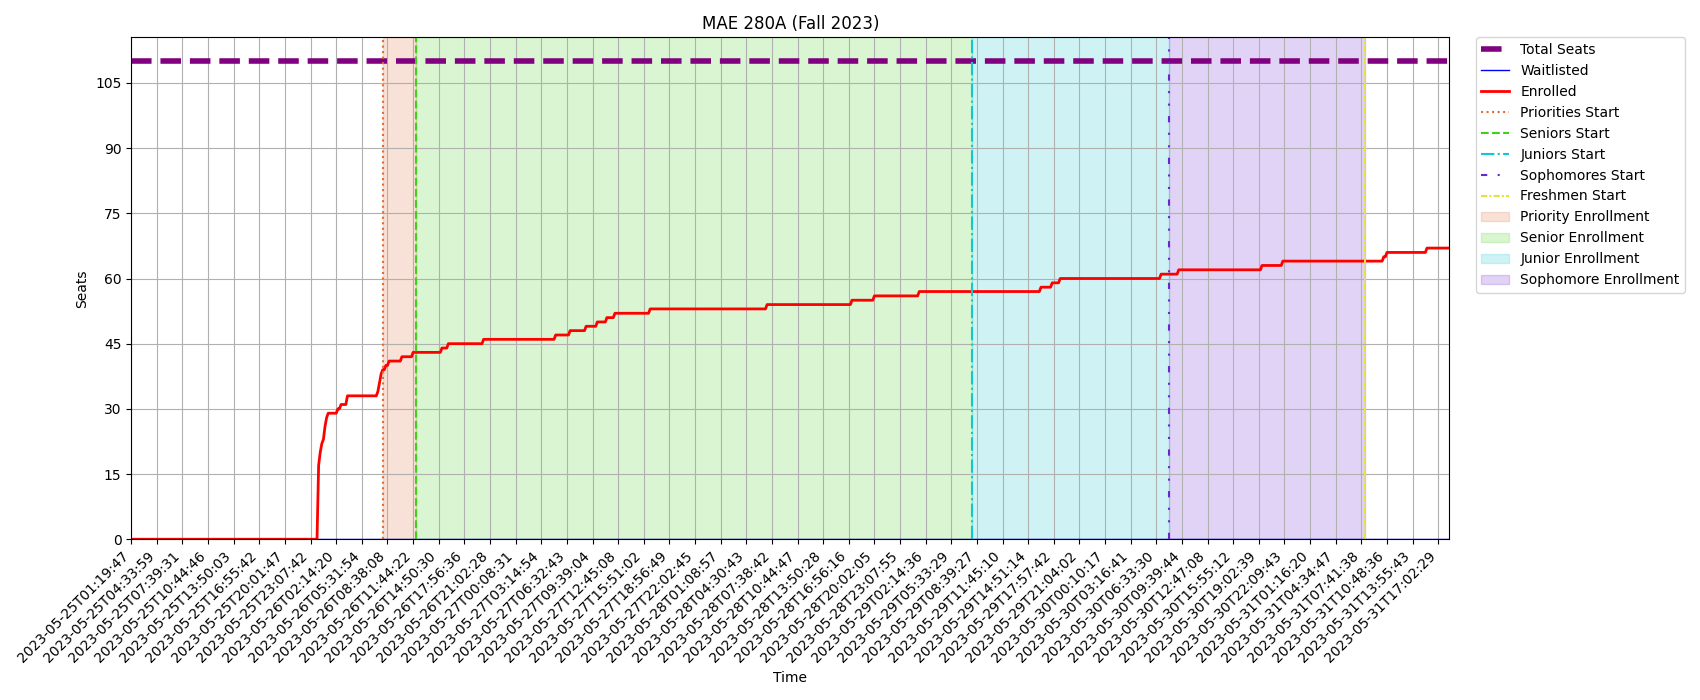 MAE 280A (Fall 2023)
Total Seats
Waitlisted
Enrolled
Priorities Start
Seniors Start
Juniors Start
Sophomores Start
Freshmen Start
Priority Enrollment
Senior Enrollment
Junior Enrollment
Sophomore Enrollment
Seats
105
90
75
60
45
30
15
0
2023-05-25T01:19:47
2023-05-25T04:33:59
2023-05-25T07:39:31
2023-05-25T10:44:46
2023-05-25T13:50:03
2023-05-25T16:55:42
2023-05-25T20:01:47
2023-05-25T23:07:42
2023-05-26T02:14:20
2023-05-26T05:31:54
2023-05-26T08:38:08
2023-05-26T11:44:22
2023-05-26T14:50:30
2023-05-26T17:56:36
2023-05-26T21:02:28
2023-05-27T00:08:31
2023-05-27T03:14:54
2023-05-27T06:32:43
2023-05-27T09:39:04
2023-05-27T12:45:08
2023-05-27T15:51:02
2023-05-27T18:56:49
2023-05-27T22:02:45
2023-05-28T01:08:57
2023-05-28T04:30:43
2023-05-28T07:38:42
2023-05-28T10:44:47
2023-05-28T13:50:28
2023-05-28T16:56:16
2023-05-28T20:02:05
2023-05-28T23:07:55
2023-05-29T02:14:36
2023-05-29T05:33:29
2023-05-29T08:39:27
2023-05-29T11:45:10
2023-05-29T14:51:14
2023-05-29T17:57:42
2023-05-29T21:04:02
2023-05-30T00:10:17
2023-05-30T03:16:41
2023-05-30T06:33:30
2023-05-30T09:39:44
2023-05-30T12:47:08
2023-05-30T15:55:12
2023-05-30T19:02:39
2023-05-30T22:09:43
2023-05-31T01:16:20
2023-05-31T04:34:47
2023-05-31T07:41:38
2023-05-31T10:48:36
2023-05-31T13:55:43
2023-05-31T17:02:29
Time